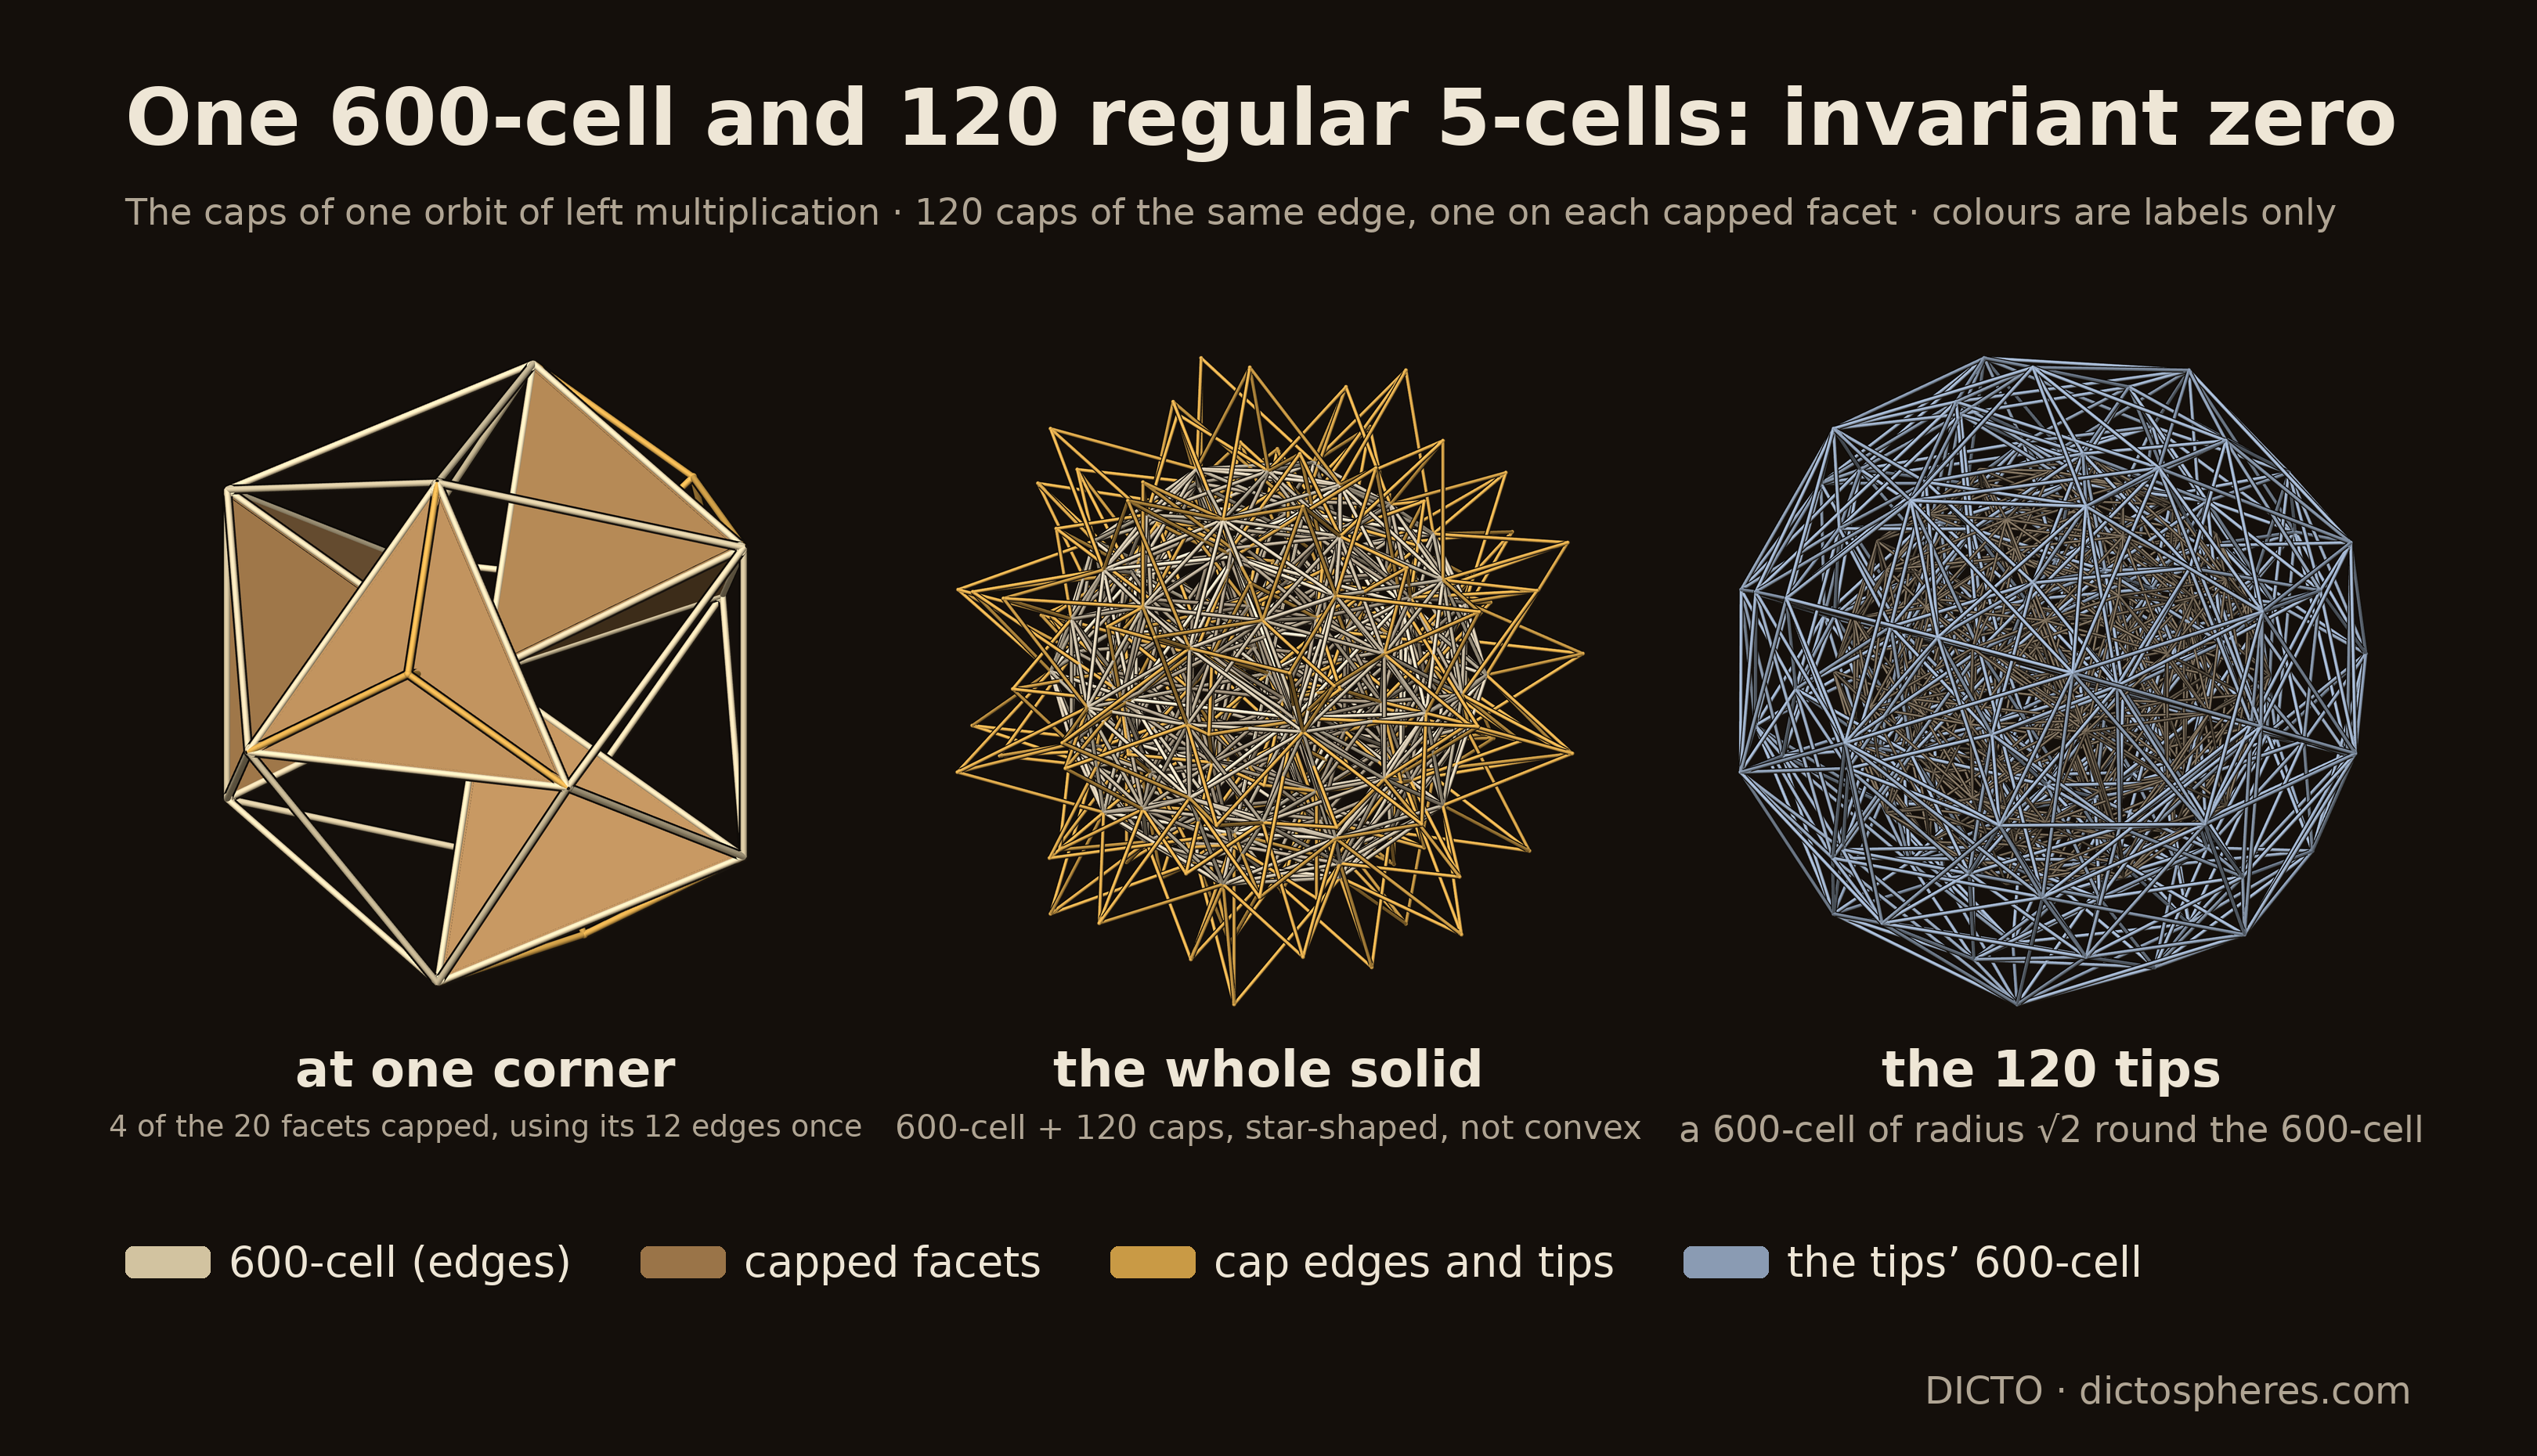 One 600-cell and 120 regular 5-cells: invariant zero
The caps of one orbit of left multiplication · 120 caps of the same edge, one on each capped facet · colours are labels only
at one corner
4 of the 20 facets capped, using its 12 edges once
the whole solid
600-cell + 120 caps, star-shaped, not convex
the 120 tips
a 600-cell of radius √2 round the 600-cell
600-cell (edges)
capped facets
cap edges and tips
the tips’ 600-cell
DICTO · dictospheres.com